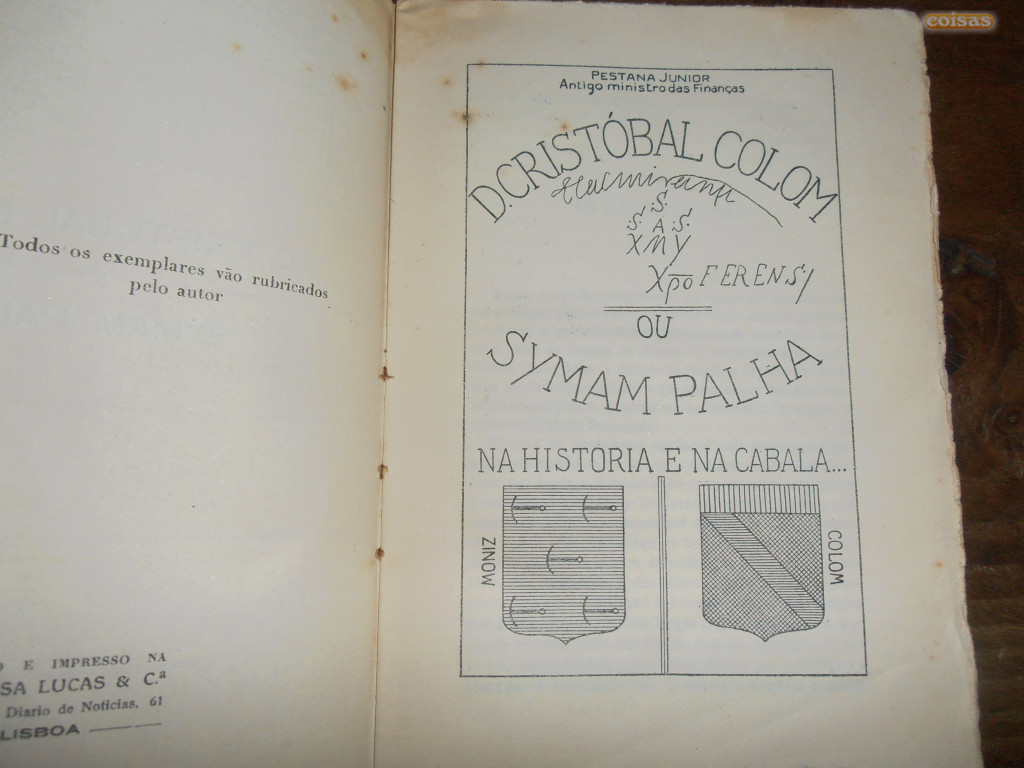 coisas
Todos os exemplares vão rubricados
pelo autor
E IMPRESSO NA
SA LUCAS & C.ª
Diario de Noticias, 61
LISBOA
PESTANA JUNIOR
Antigo ministro das Finanças
D. CRISTÓBAL COLOM
.S.
.S. A .S.
X M Y
Xpo FERENS./
OU
SYMAM PALHA
NA HISTORIA E NA CABALA...
MONIZ
COLOM